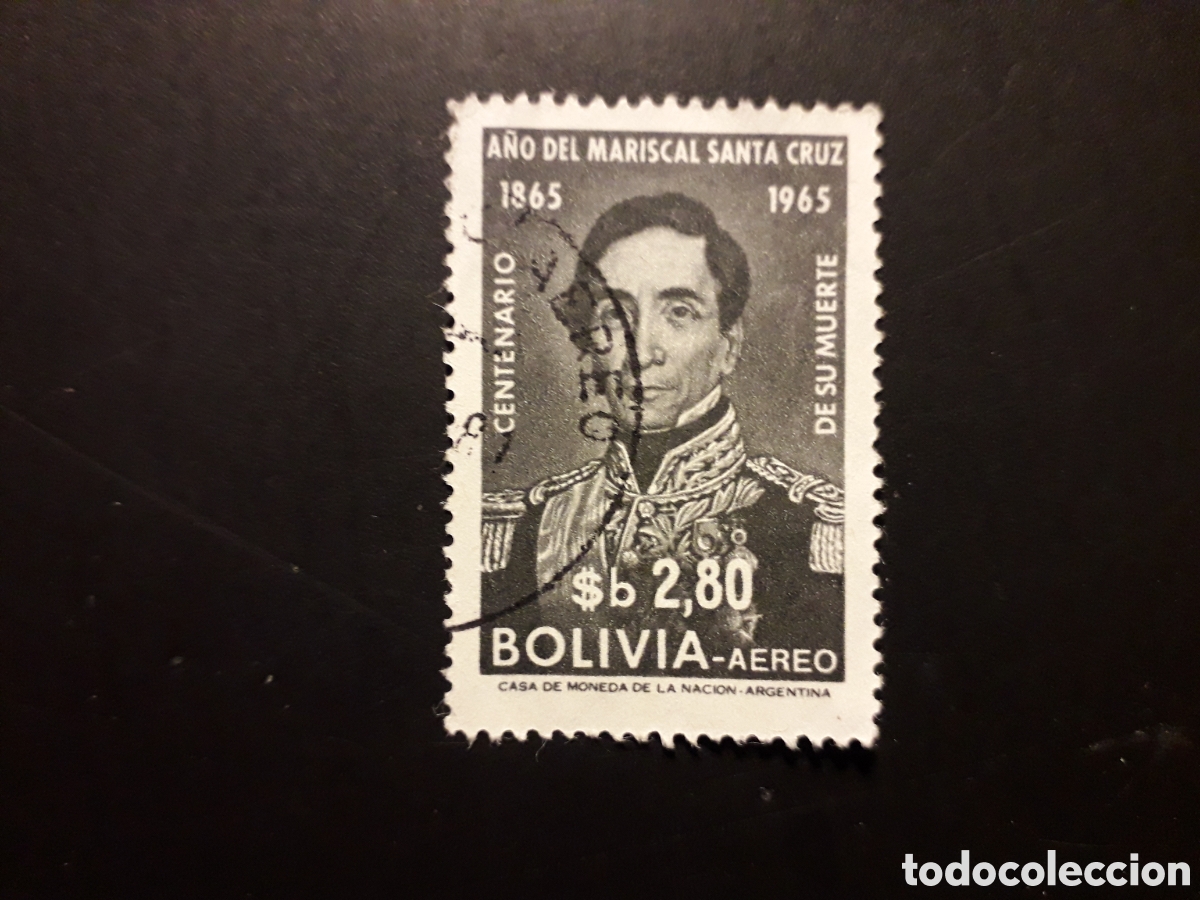 AÑO DEL MARISCAL SANTA CRUZ
1865 1965
CENTENARIO
DE SU MUERTE
AEREO
$b 2,80
BOLIVIA-AEREO
CASA DE MONEDA DE LA NACION-ARGENTINA
todocoleccion